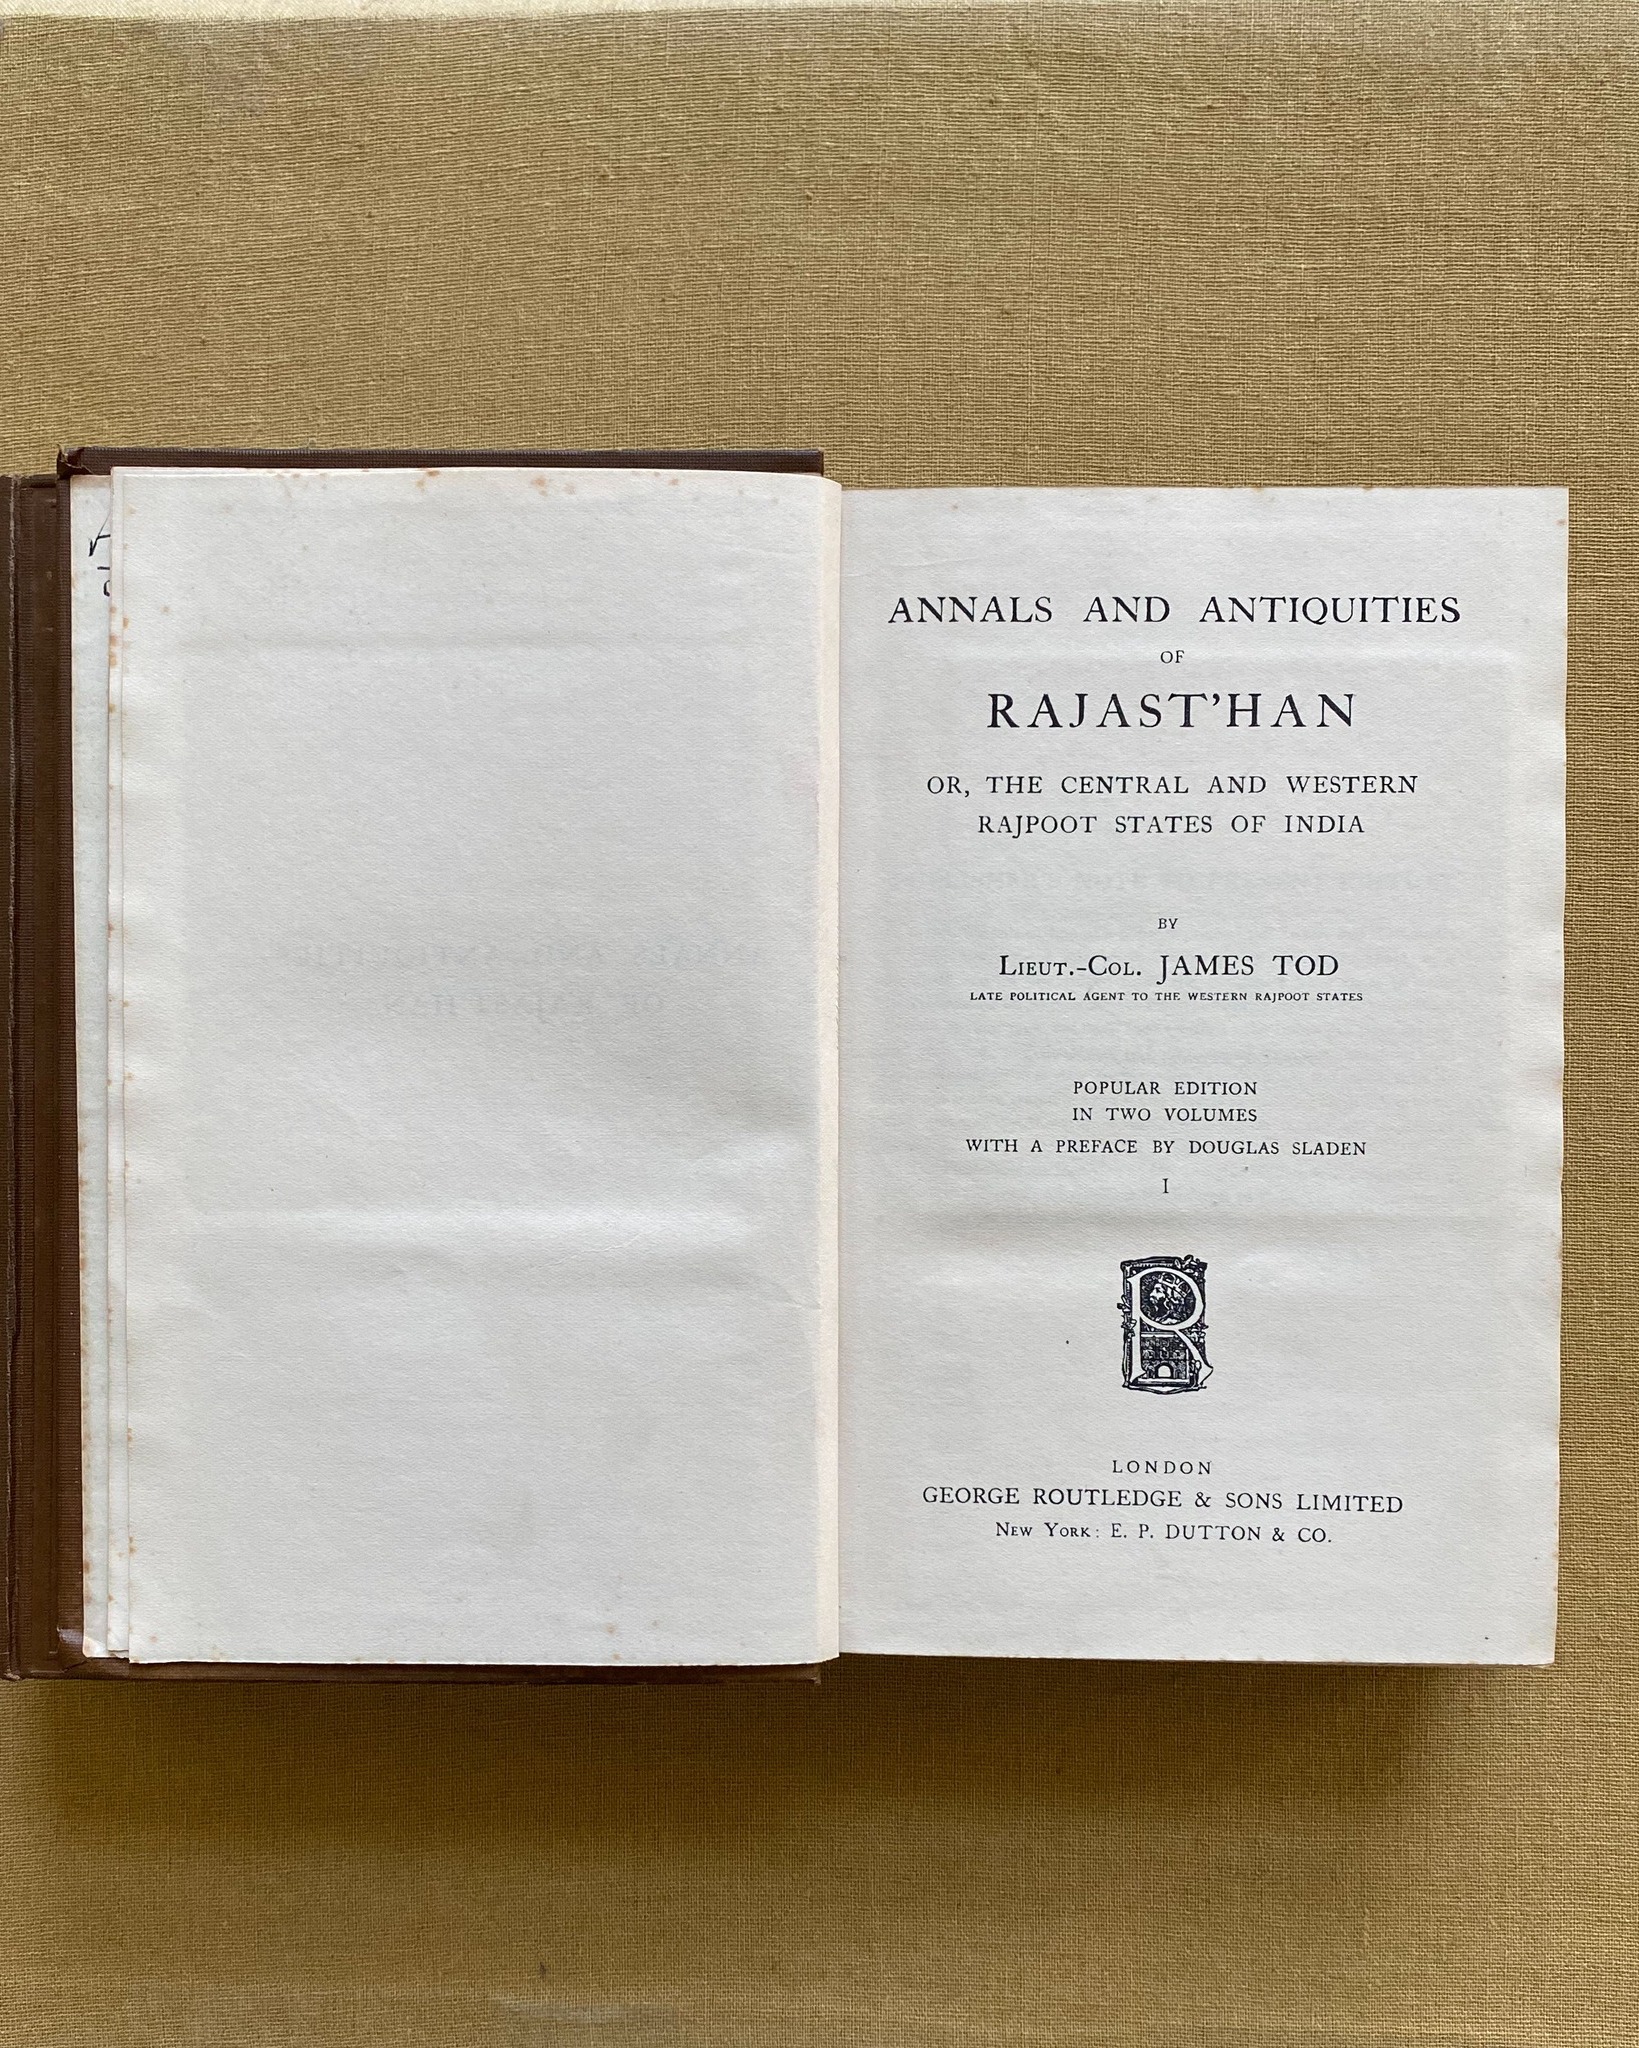 ANNALS AND ANTIQUITIES
OF
RAJAST'HAN
OR, THE CENTRAL AND WESTERN
RAJPOOT STATES OF INDIA
BY
LIEUT.-COL. JAMES TOD
LATE POLITICAL AGENT TO THE WESTERN RAJPOOT STATES
POPULAR EDITION
IN TWO VOLUMES
WITH A PREFACE BY DOUGLAS SLADEN
I
R
LONDON
GEORGE ROUTLEDGE & SONS LIMITED
NEW YORK: E. P. DUTTON & CO.